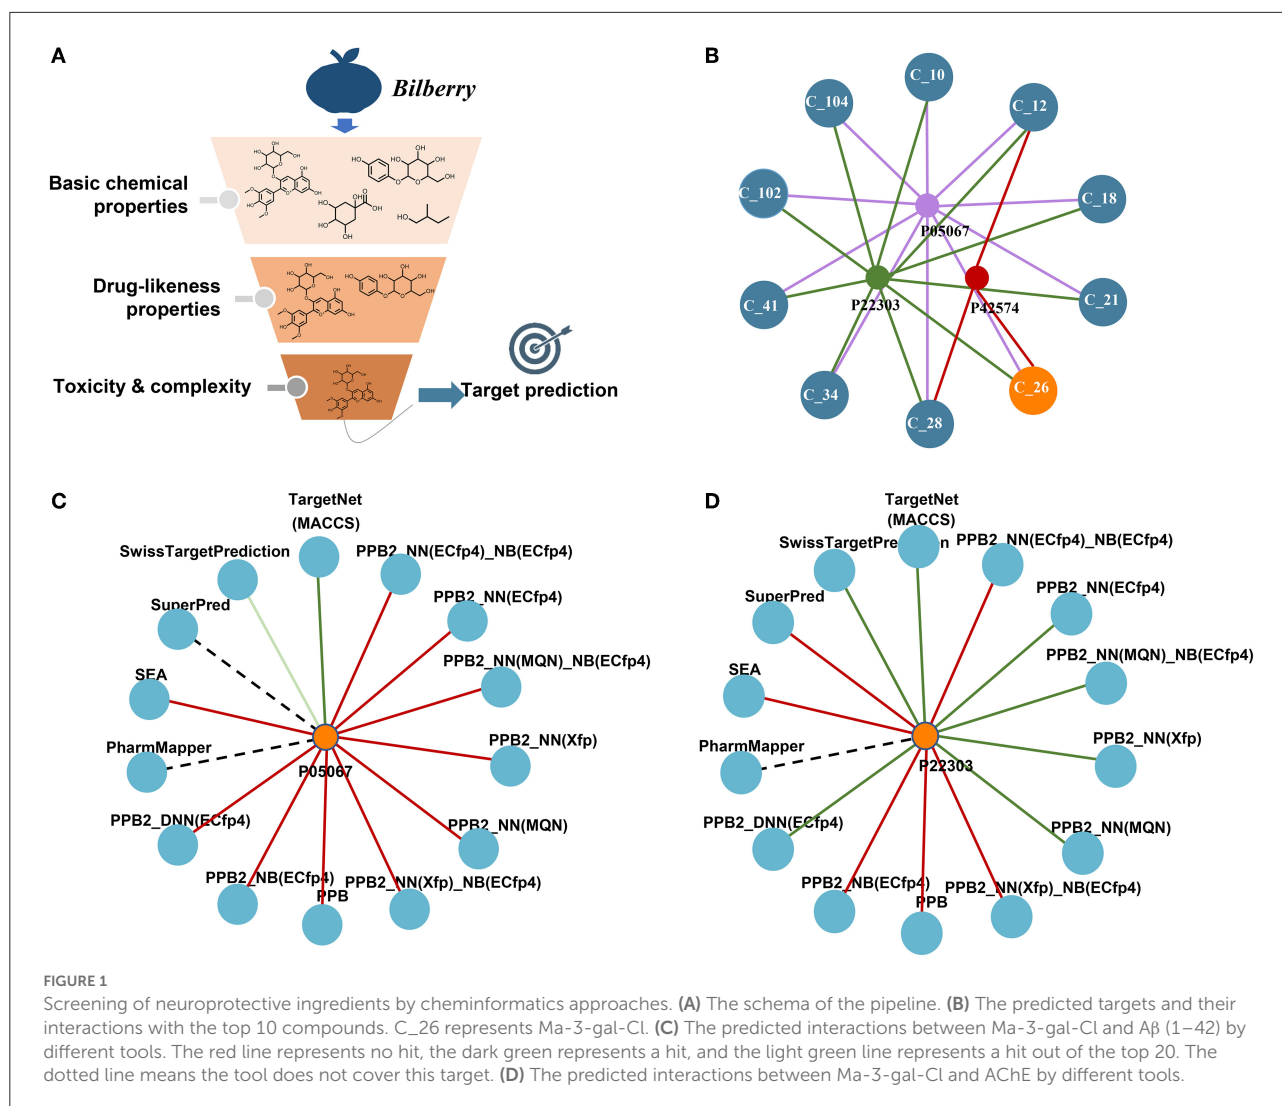 A
Bilberry
Basic chemical
properties
Drug-likeness
properties
Toxicity & complexity
Target prediction
B
C_10
C_104
C_12
C_102
C_18
P05067
P22303
P42574
C_41
C_21
C_34
C_26
C_28
C
TargetNet
(MACCS)
SwissTargetPrediction
PPB2_NN(ECfp4)_NB(ECfp4)
SuperPred
PPB2_NN(ECfp4)
SEA
PPB2_NN(MQN)_NB(ECfp4)
PharmMapper
PPB2_NN(Xfp)
P05067
PPB2_DNN(ECfp4)
PPB2_NN(MQN)
PPB2_NB(ECfp4)
PPB
PPB2_NN(Xfp)_NB(ECfp4)
D
TargetNet
(MACCS)
PPB2_NN(ECfp4)_NB(ECfp4)
SuperPred
PPB2_NN(ECfp4)
SEA
PPB2_NN(MQN)_NB(ECfp4)
PharmMapper
PPB2_NN(Xfp)
P22303
PPB2_DNN(ECfp4)
PPB2_NN(MQN)
PPB2_NB(ECfp4)
PPB
PPB2_NN(Xfp)_NB(ECfp4)
FIGURE 1
Screening of neuroprotective ingredients by cheminformatics approaches. (A) The schema of the pipeline. (B) The predicted targets and their
interactions with the top 10 compounds. C_26 represents Ma-3-gal-Cl. (C) The predicted interactions between Ma-3-gal-Cl and Aβ (1–42) by
different tools. The red line represents no hit, the dark green represents a hit, and the light green line represents a hit out of the top 20. The
dotted line means the tool does not cover this target. (D) The predicted interactions between Ma-3-gal-Cl and AChE by different tools.